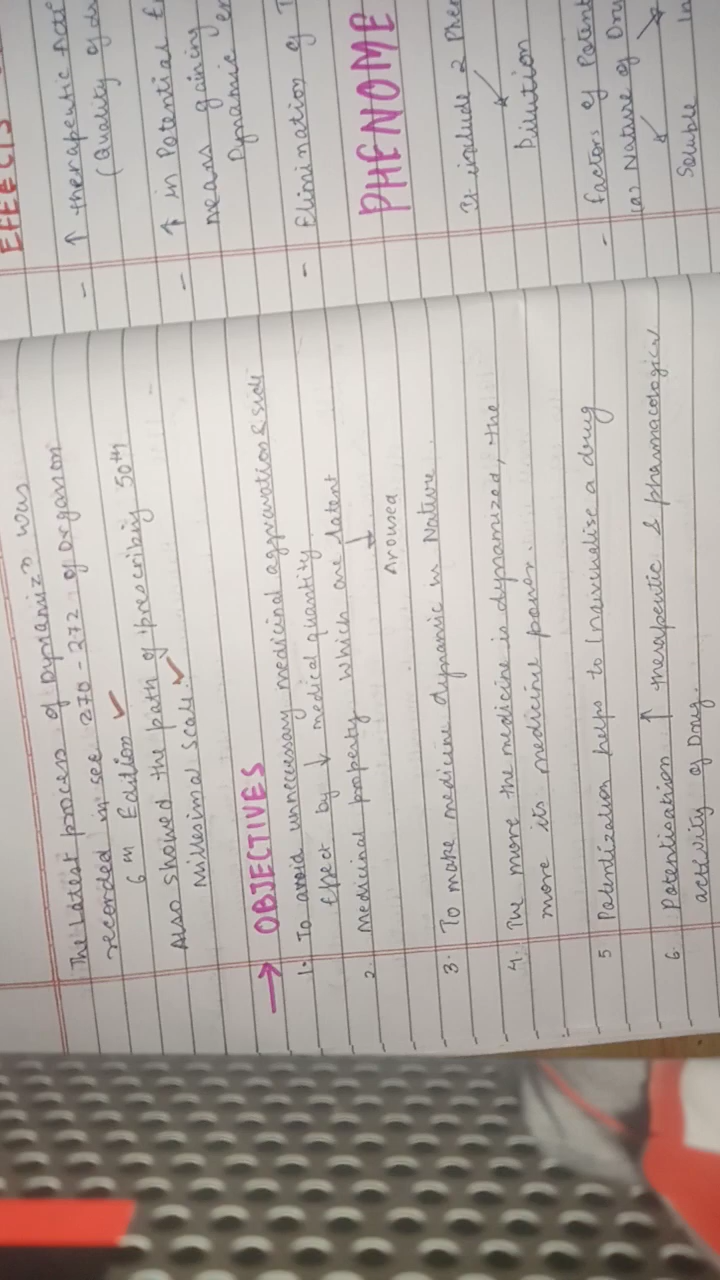 The Latest process of Dynamizn was
recorded in sec 270-272 of Organon
6th Edition ✓
Also showed the path of prescribing 50th
Millesimal scale. ✓
→ OBJECTIVES
1. To avoid unnecessary medicinal aggravation & side
Effect by ↓ medical quantity.
2. Medicinal property which are latent
↓
Arousea
3. To make medicine dynamic in Nature.
4. The more the medicine is dynamized, the
more its medicine power.
5 Potentization helps to Individualise a drug
6. Potentisation ↑ therapeutic & pharmacological
activity of Drug.
EFFECTS
- ↑ therapeutic Acti
(Quality of d
- ↑ in Potential E
means gaining
Dynamic en
- Elimination of T
PHENOME
It include 2 Phe
↙
Dilution
- factors of Potent
(a) Nature of Dru
↙ ↘
Soluble In